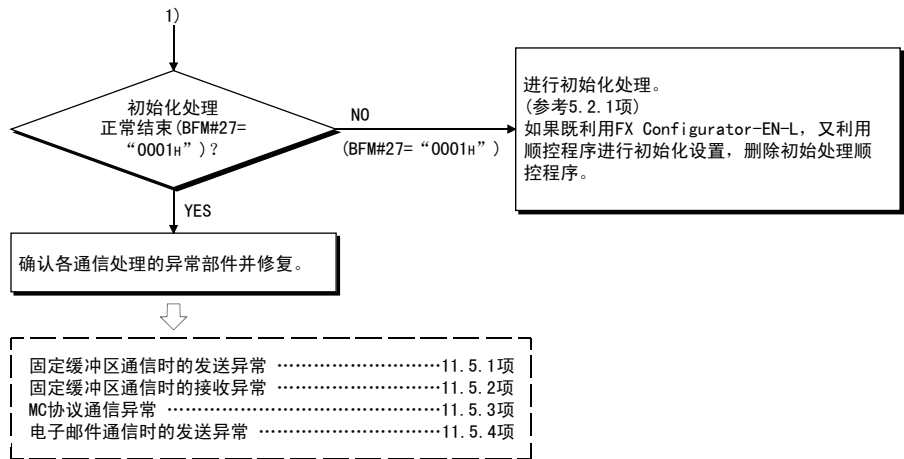 1)
初始化处理
正常结束(BFM#27=
“0001H”)?
NO
(BFM#27= “0001H”)
进行初始化处理。
(参考5.2.1项)
如果既利用FX Configurator-EN-L，又利用
顺控程序进行初始化设置，删除初始处理顺
控程序。
YES
确认各通信处理的异常部件并修复。
固定缓冲区通信时的发送异常 …………………………11.5.1项
固定缓冲区通信时的接收异常 …………………………11.5.2项
MC协议通信异常 ……………………………………………11.5.3项
电子邮件通信时的发送异常 ……………………………11.5.4项